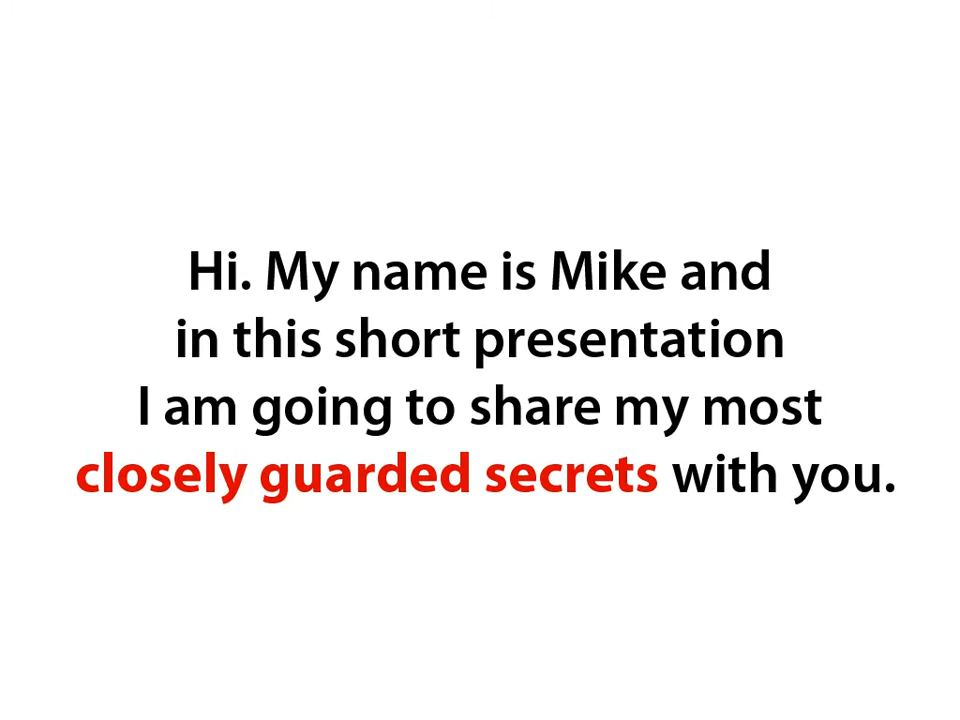 Hi. My name is Mike and
in this short presentation
I am going to share my most
closely guarded secrets with you.